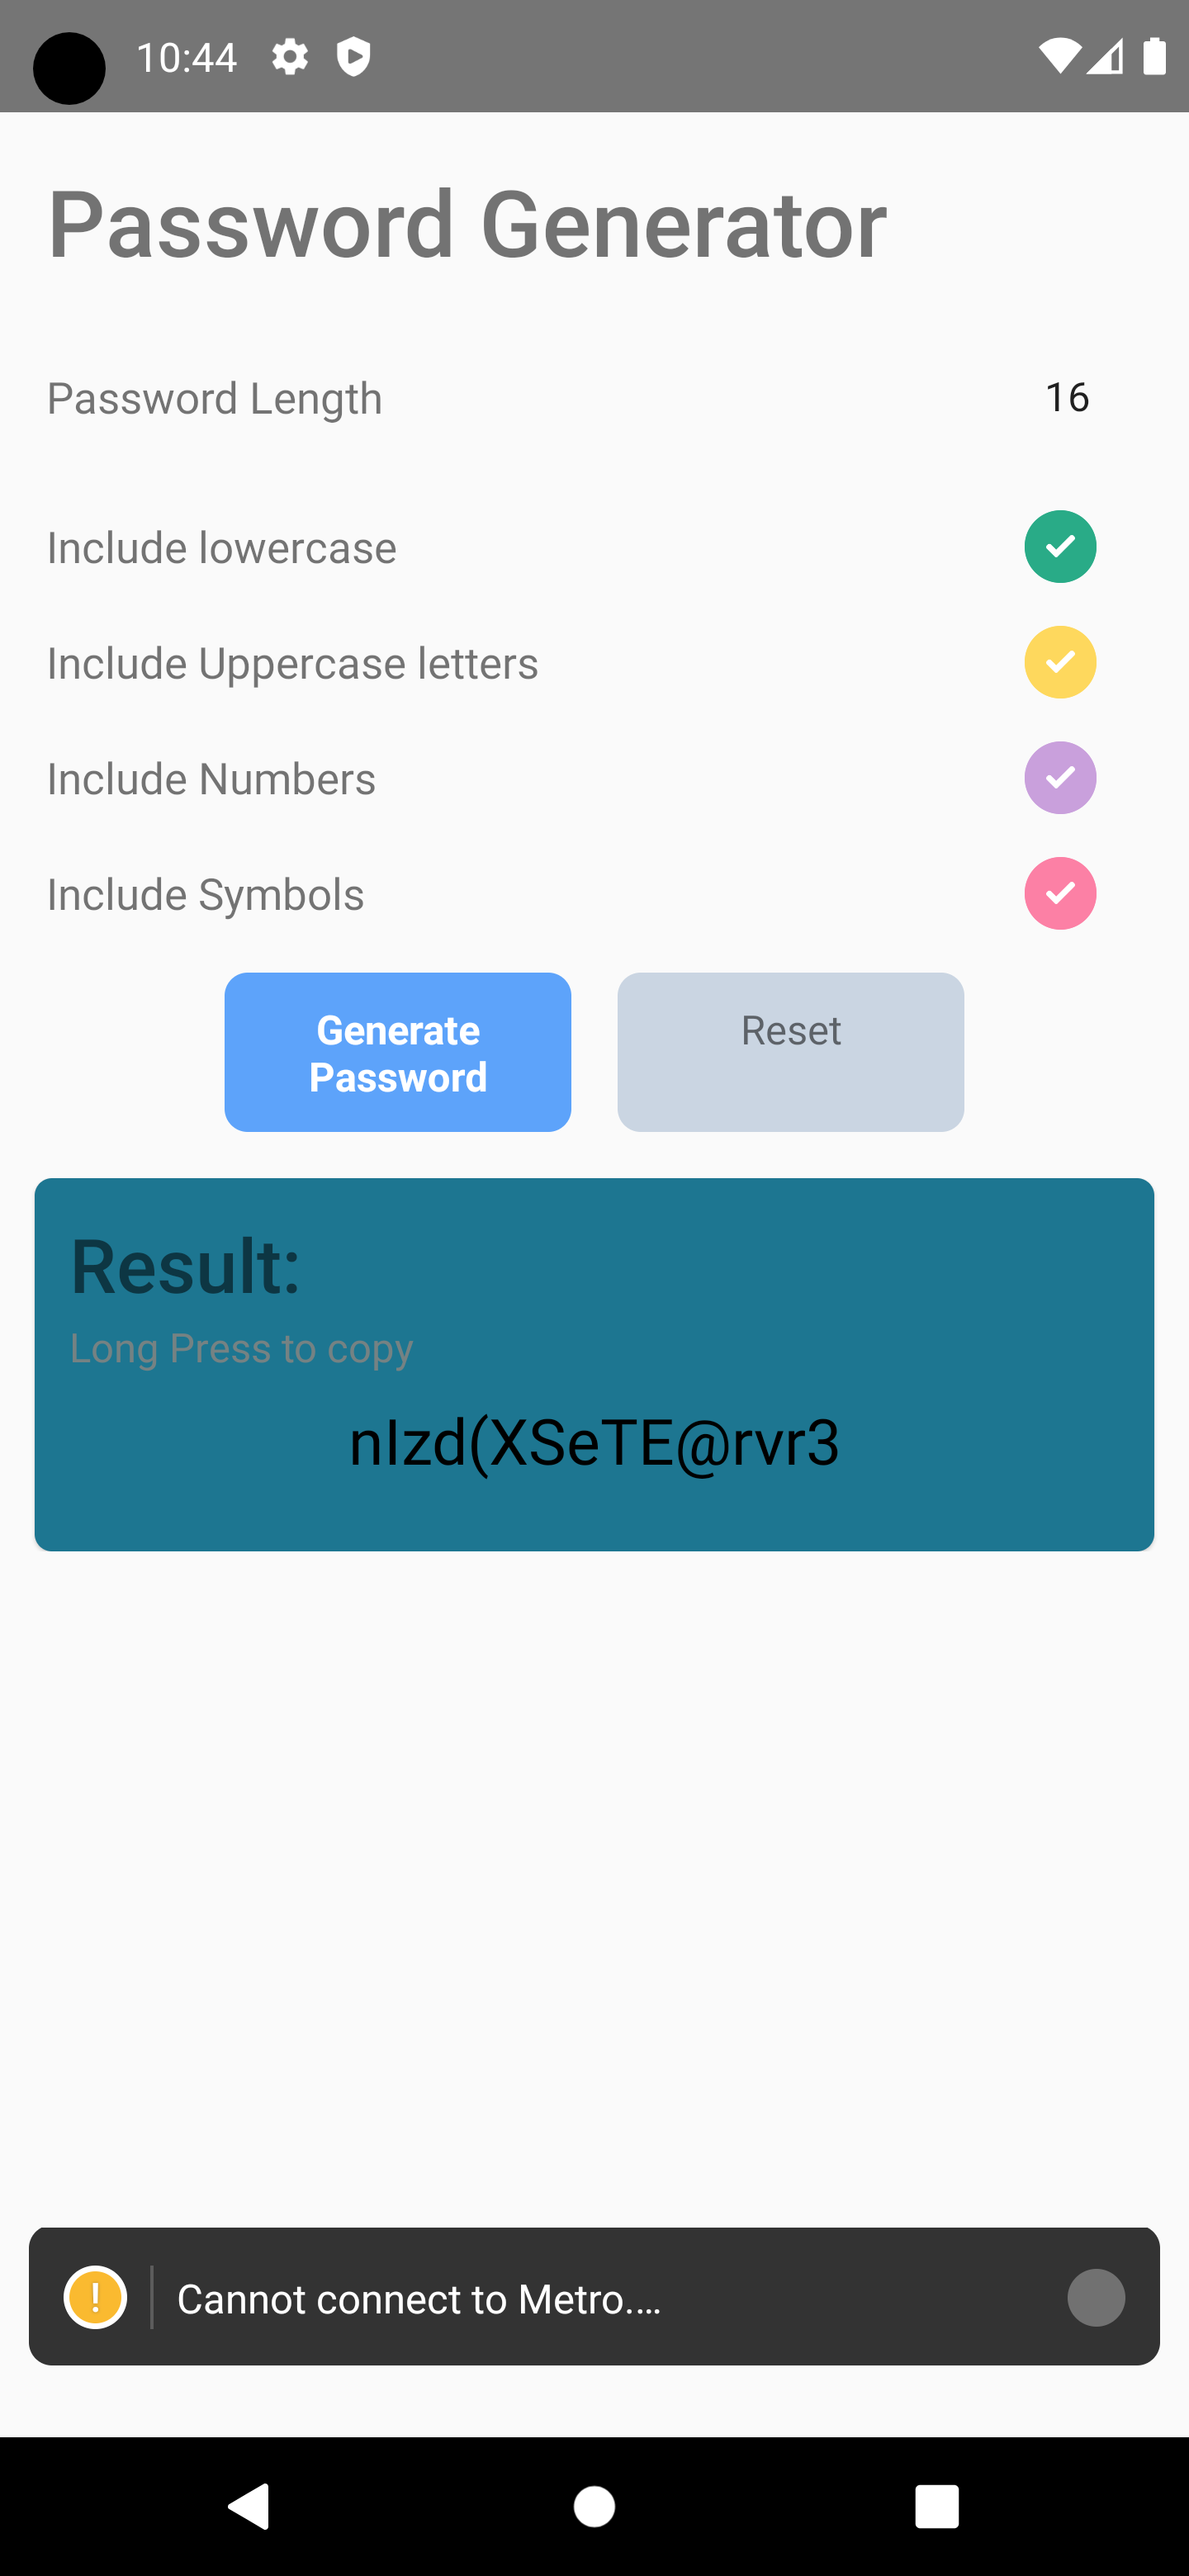 10:44
Password Generator
Password Length 16
Include lowercase
Include Uppercase letters
Include Numbers
Include Symbols
Generate
Password
Reset
Result:
Long Press to copy
nIzd(XSeTE@rvr3
Cannot connect to Metro....